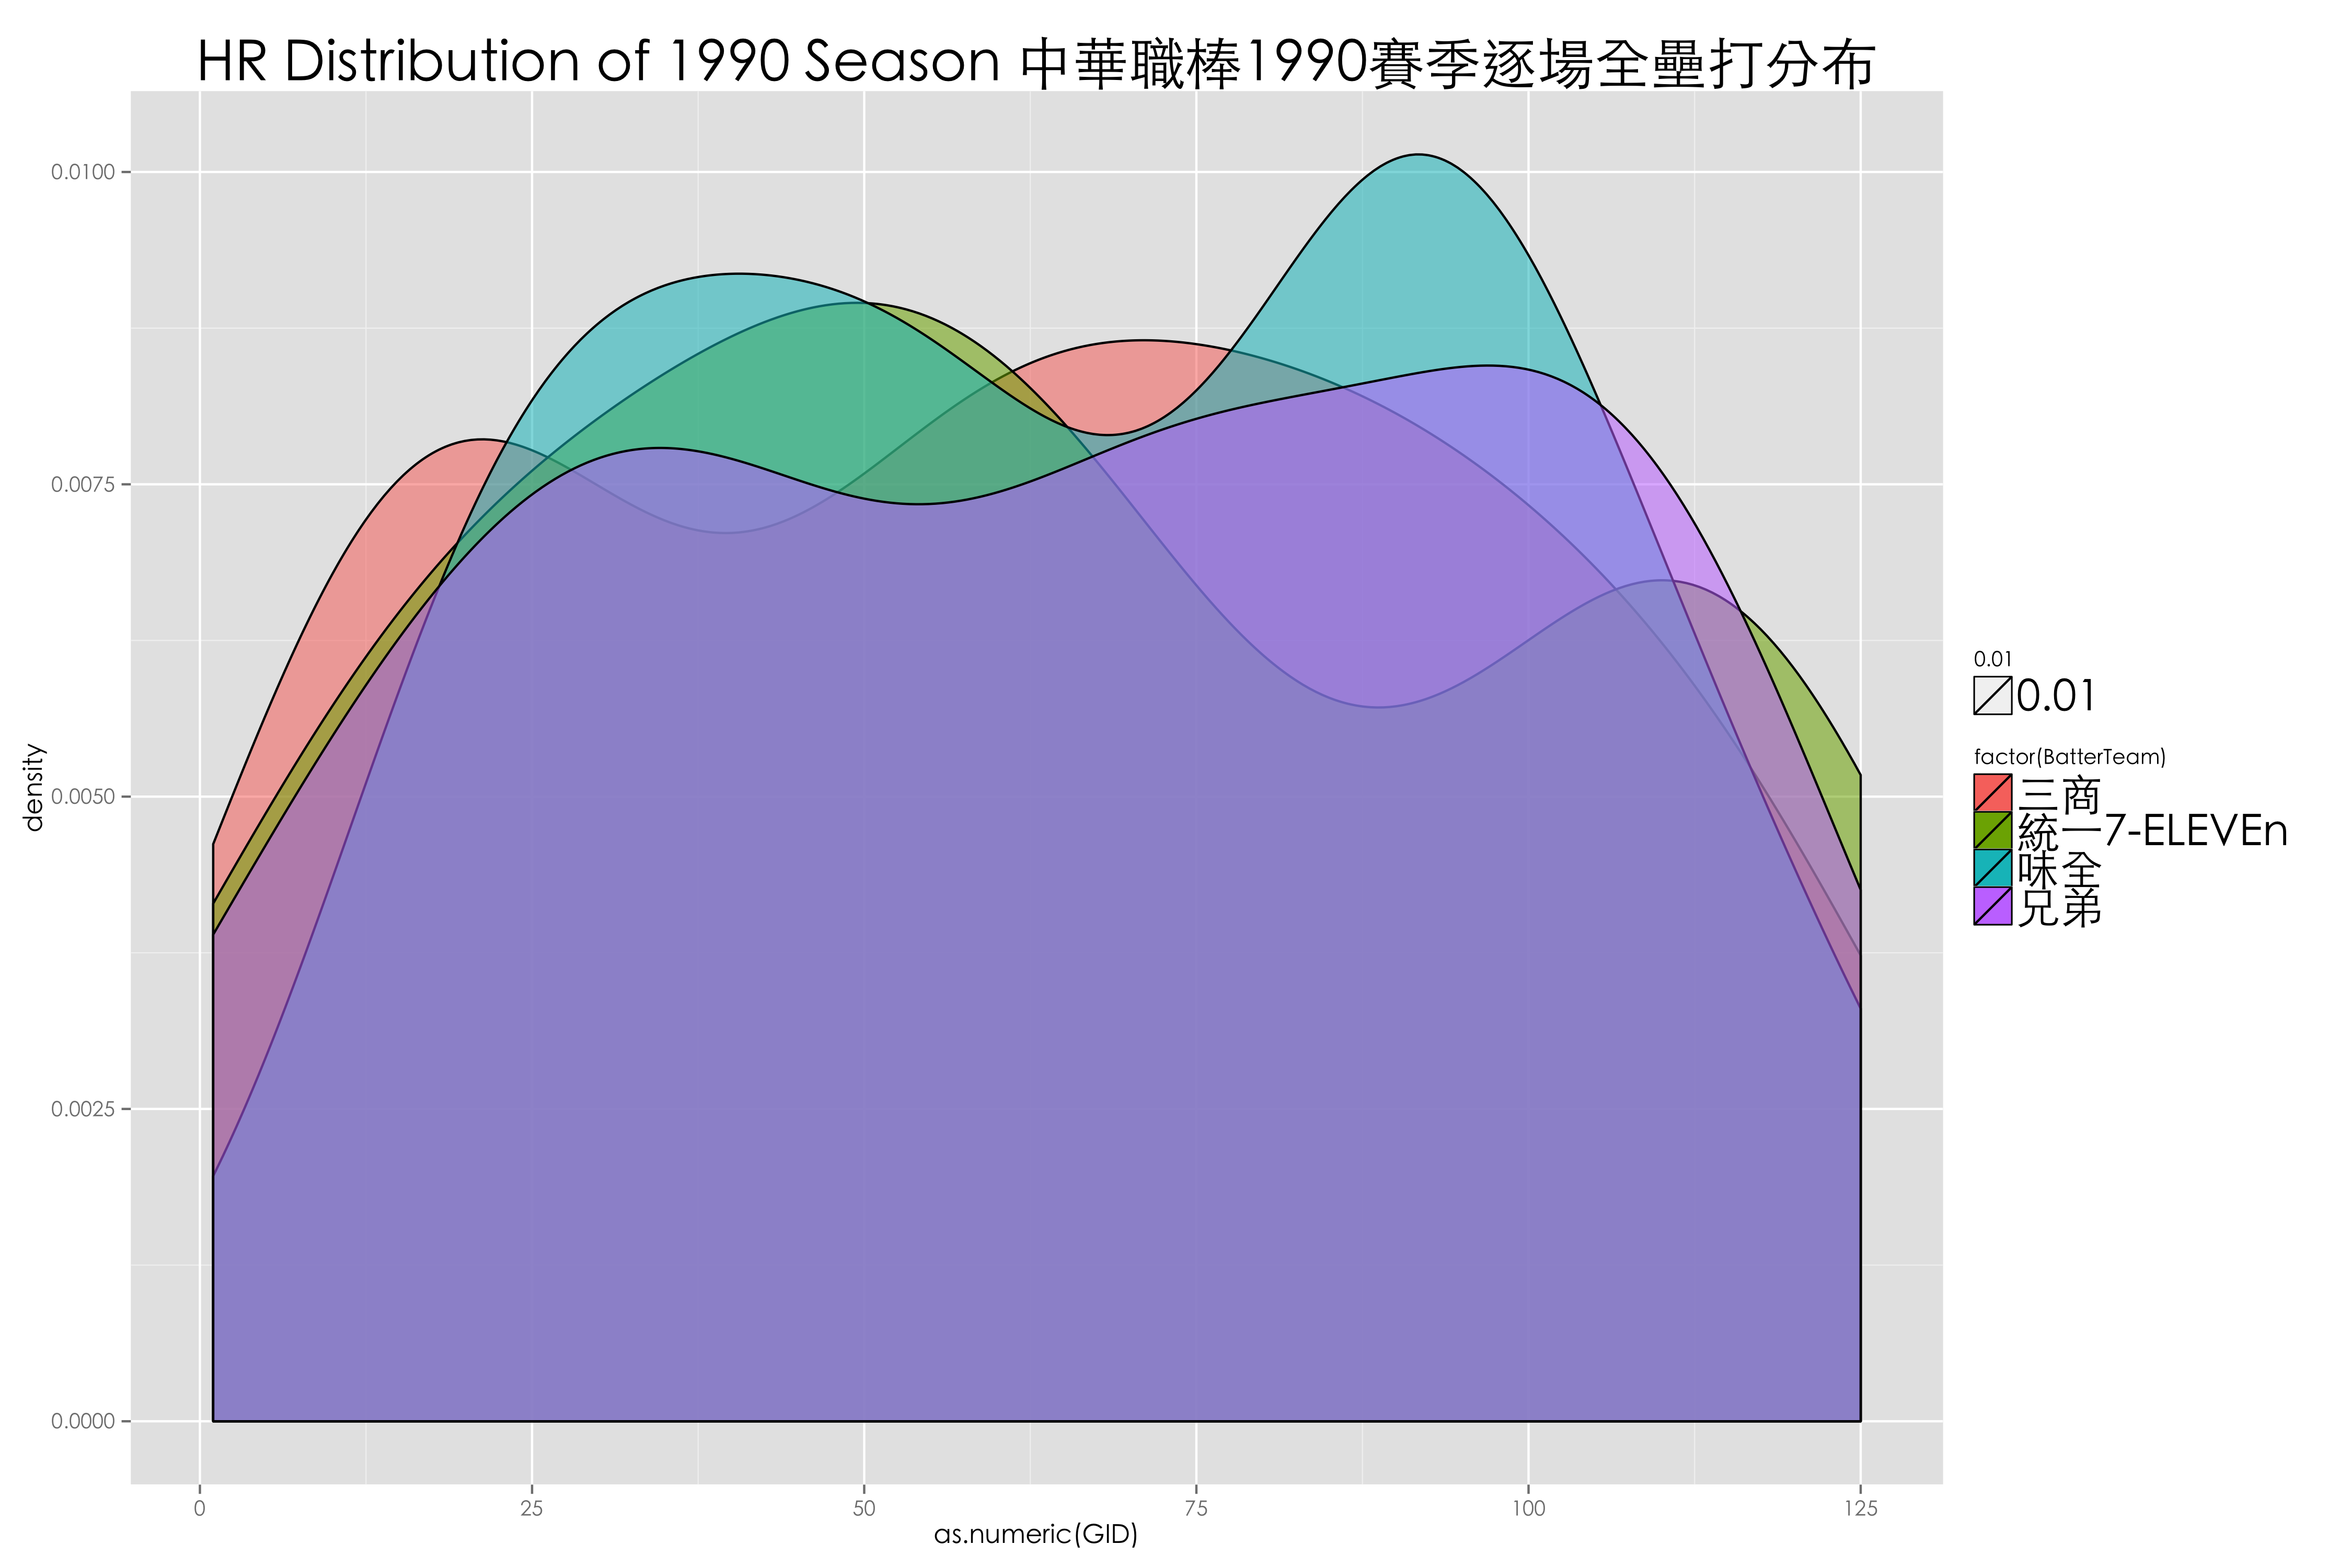 HR Distribution of 1990 Season 中華職棒1990賽季逐場全壘打分布
0.0100
0.0075
0.0050
0.0025
0.0000
density
0
25
50
75
100
125
as.numeric(GID)
0.01
0.01
factor(BatterTeam)
三商
統一7-ELEVEn
味全
兄弟